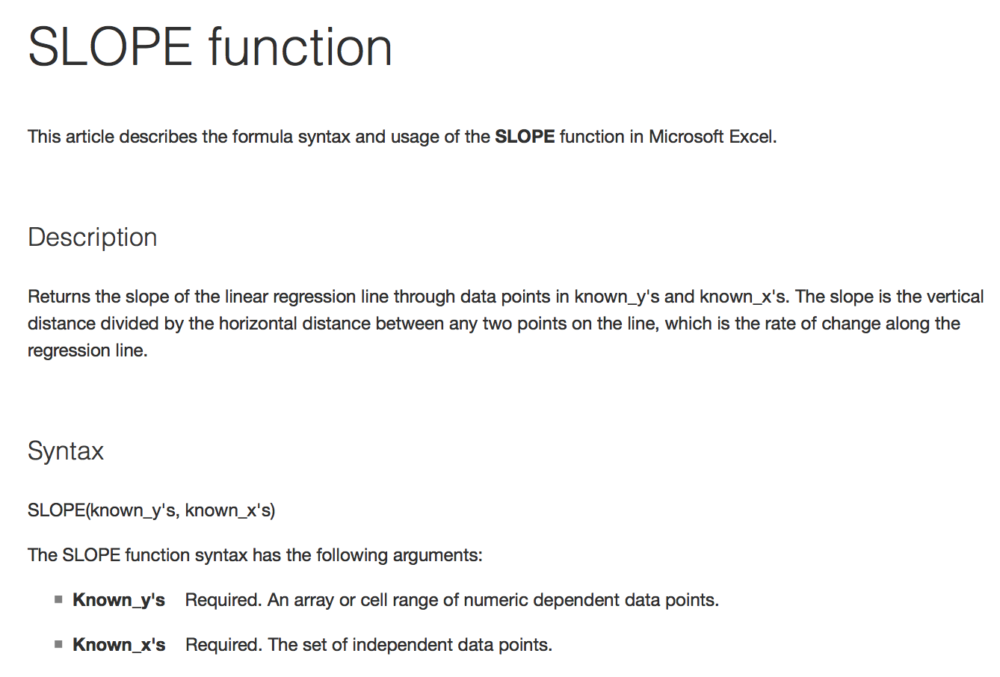 SLOPE function
This article describes the formula syntax and usage of the SLOPE function in Microsoft Excel.
Description
Returns the slope of the linear regression line through data points in known_y's and known_x's. The slope is the vertical
distance divided by the horizontal distance between any two points on the line, which is the rate of change along the
regression line.
Syntax
SLOPE(known_y's, known_x's)
The SLOPE function syntax has the following arguments:
Known_y's Required. An array or cell range of numeric dependent data points.
Known_x's Required. The set of independent data points.